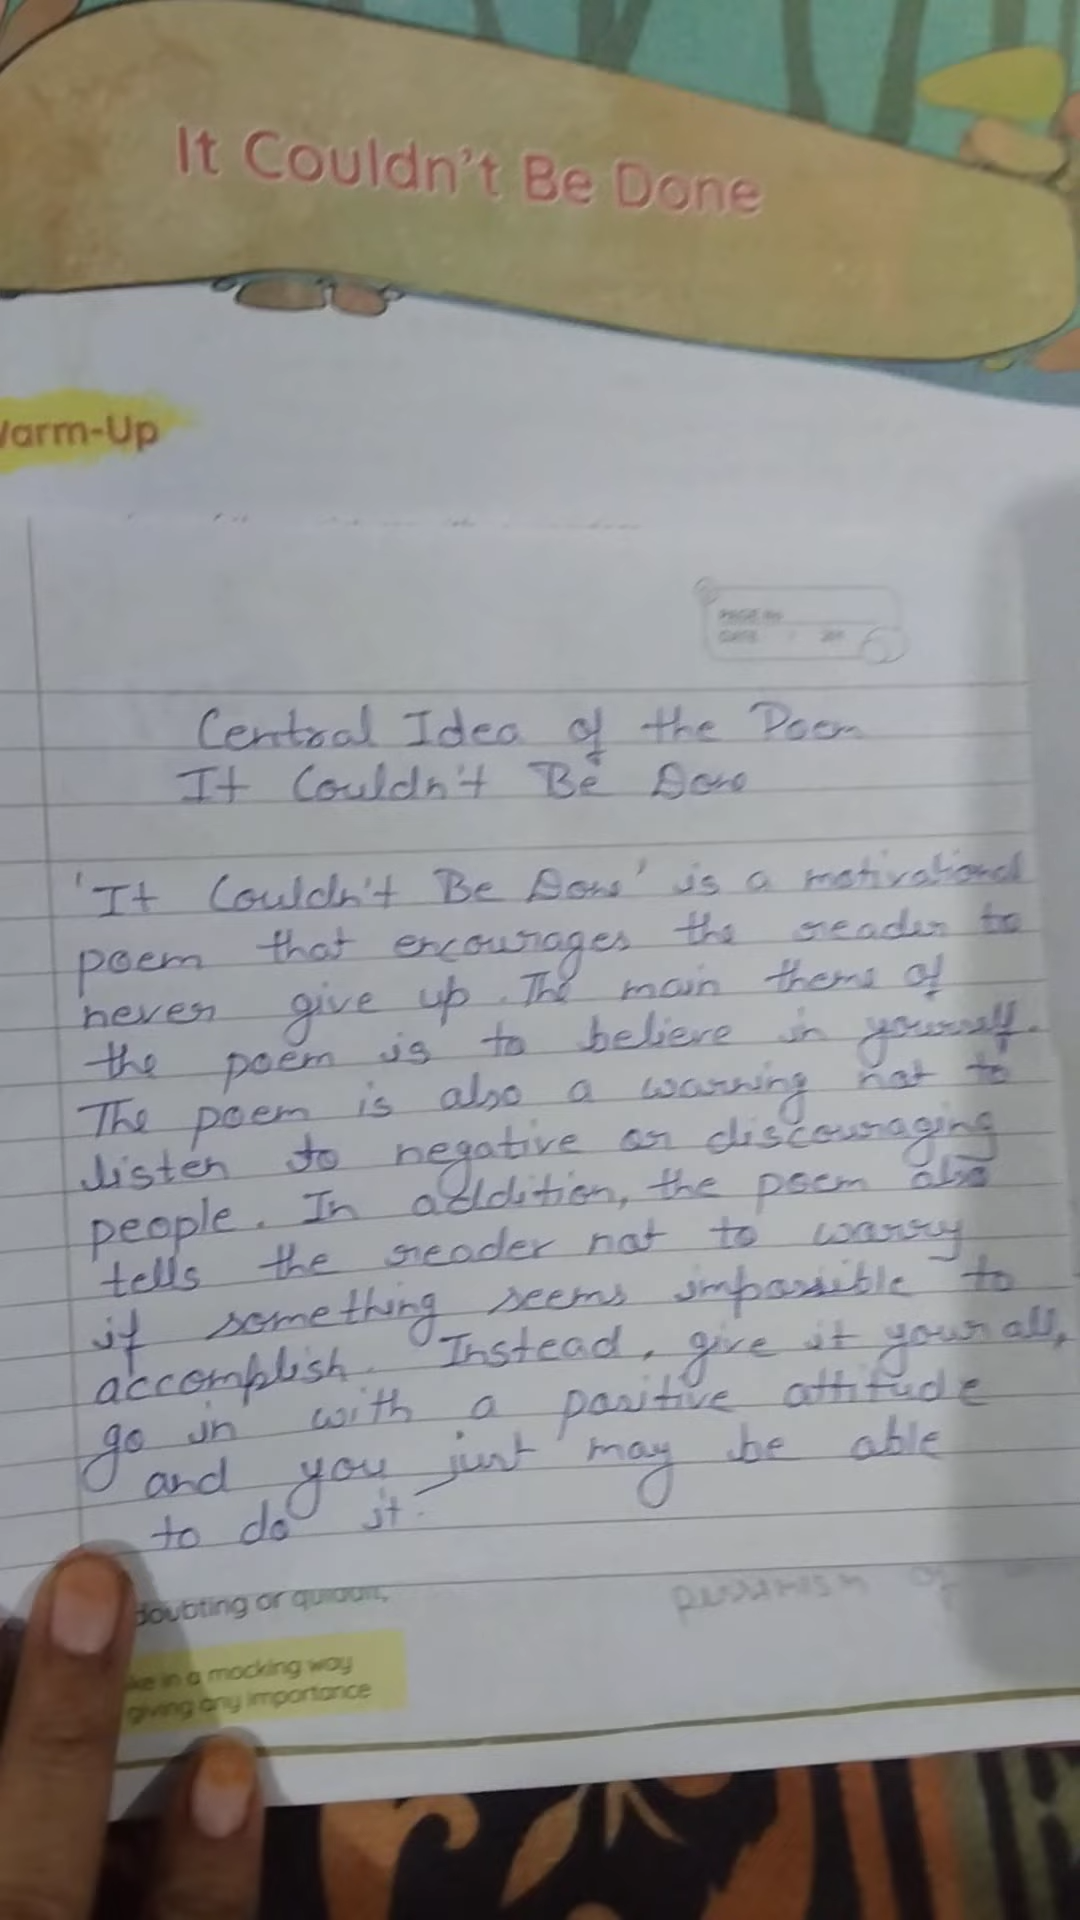 It Couldn't Be Done
Warm-Up
PAGE No
DATE
Central Idea of the Poem
It Couldn't Be Done
'It Couldn't Be Done' is a motivational
poem that encourages the reader to
never give up. The main theme of
the poem is to believe in yourself.
The poem is also a warning not to
listen to negative or discouraging
people. In addition, the poem also
tells the reader not to worry
if something seems impossible to
accomplish. Instead, give it your all,
go in with a positive attitude
and you just may be able
to do it.
doubting or
ke in a mocking way
giving any importance